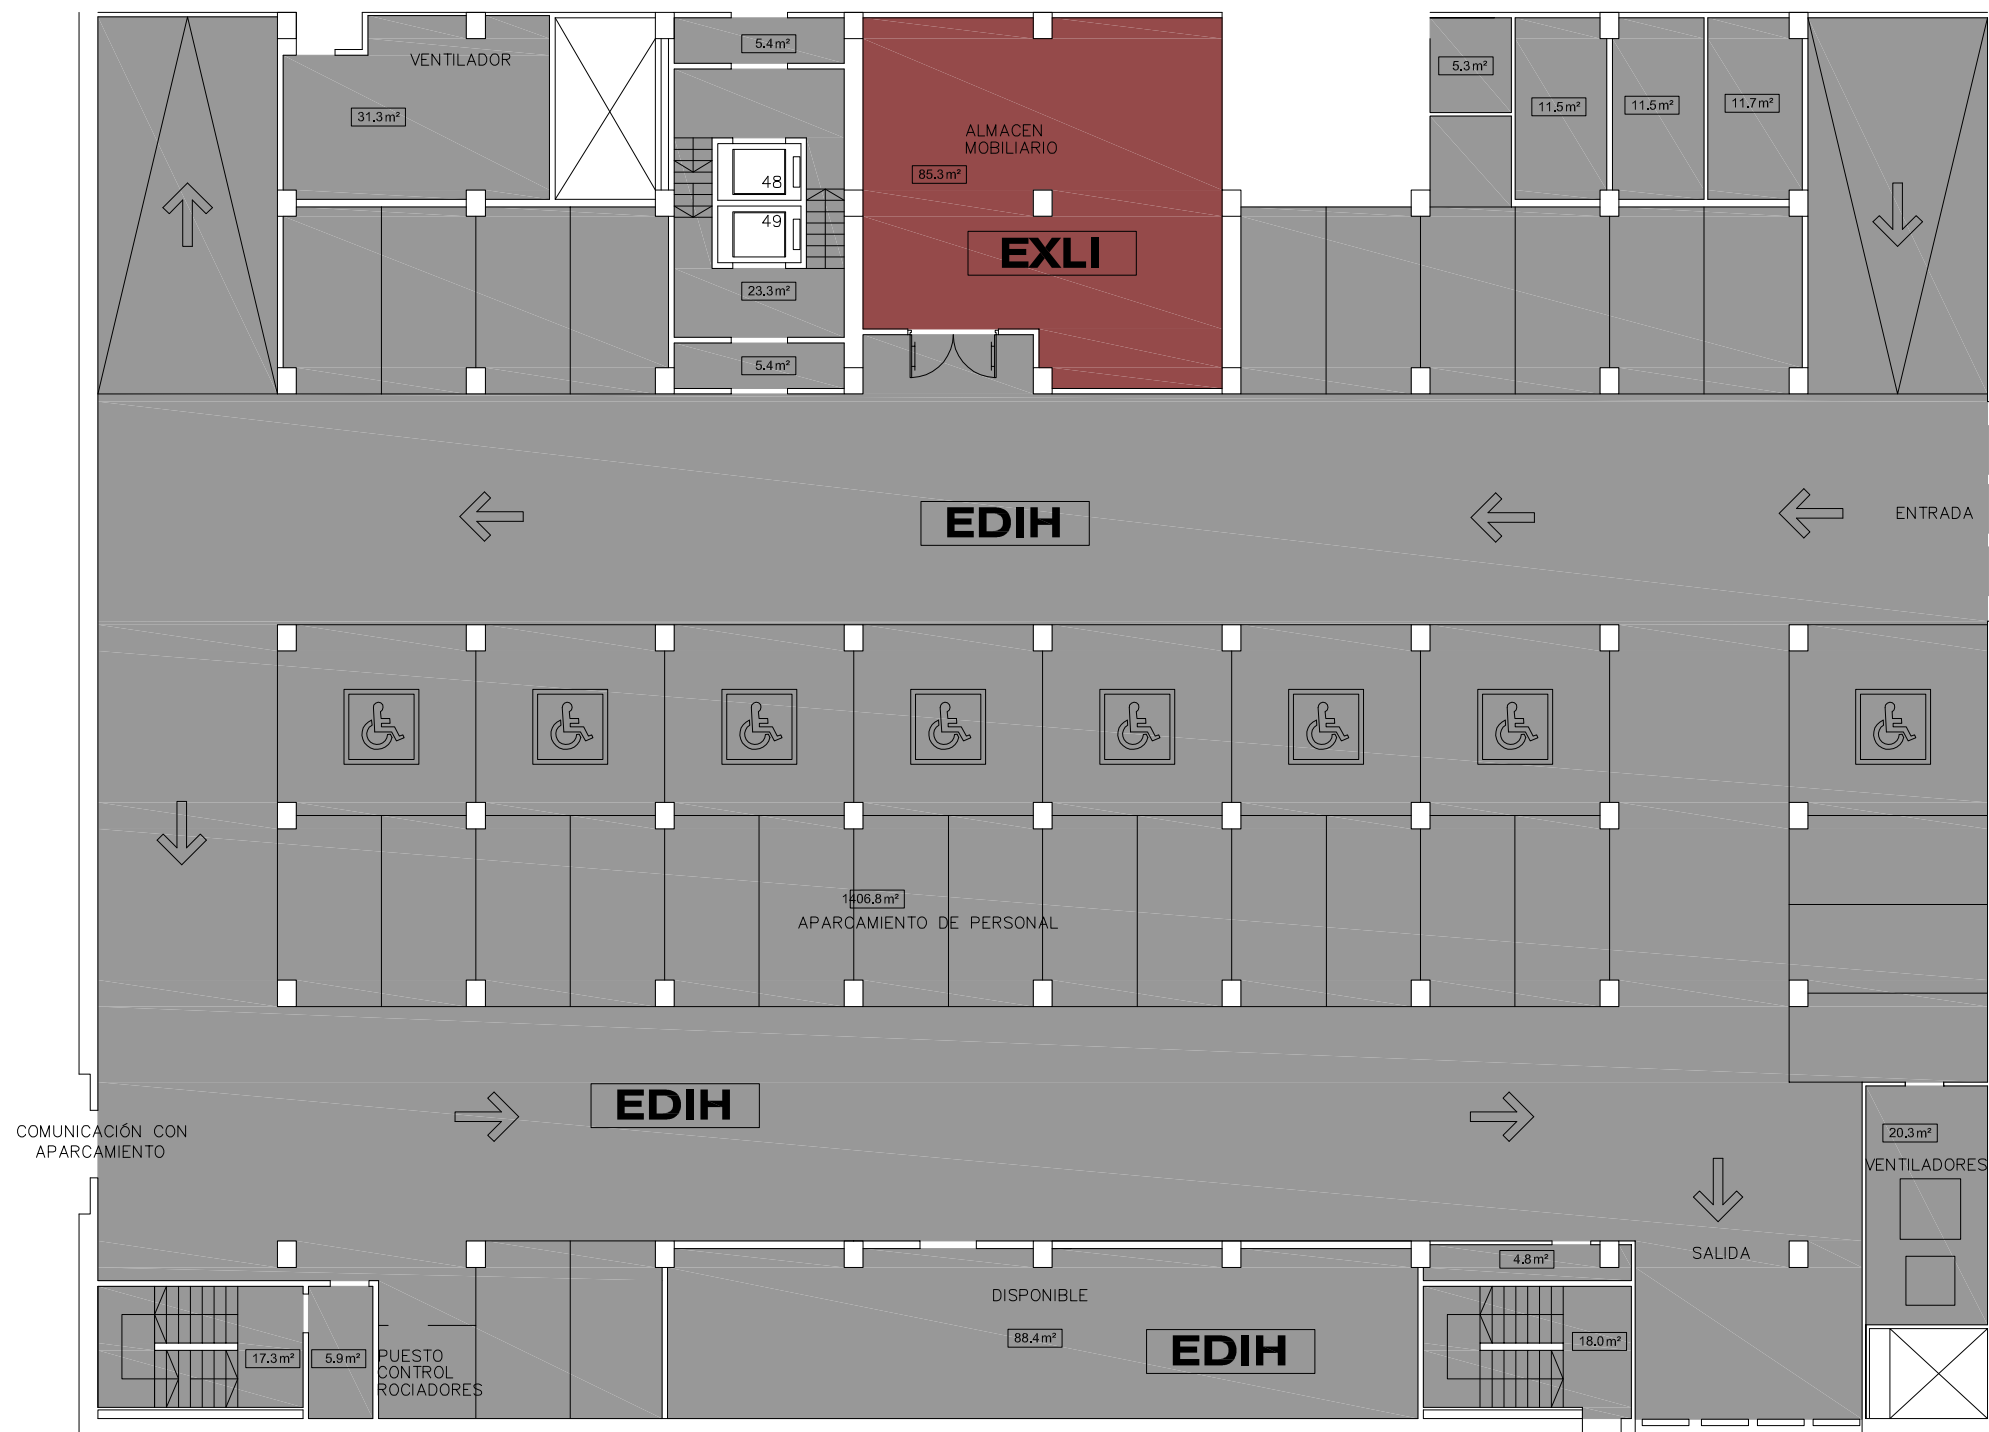 5.4m²
VENTILADOR
5.3m²
31.3m²
11.5m²
11.5m²
11.7m²
ALMACEN
MOBILIARIO
85.3m²
48
49
EXLI
23.3m²
5.4m²
EDIH
ENTRADA
1406.8m²
APARCAMIENTO DE PERSONAL
EDIH
COMUNICACIÓN CON
APARCAMIENTO
20.3m²
VENTILADORES
SALIDA
4.8m²
DISPONIBLE
88.4m²
EDIH
18.0m²
17.3m²
5.9m²
PUESTO
CONTROL
ROCIADORES